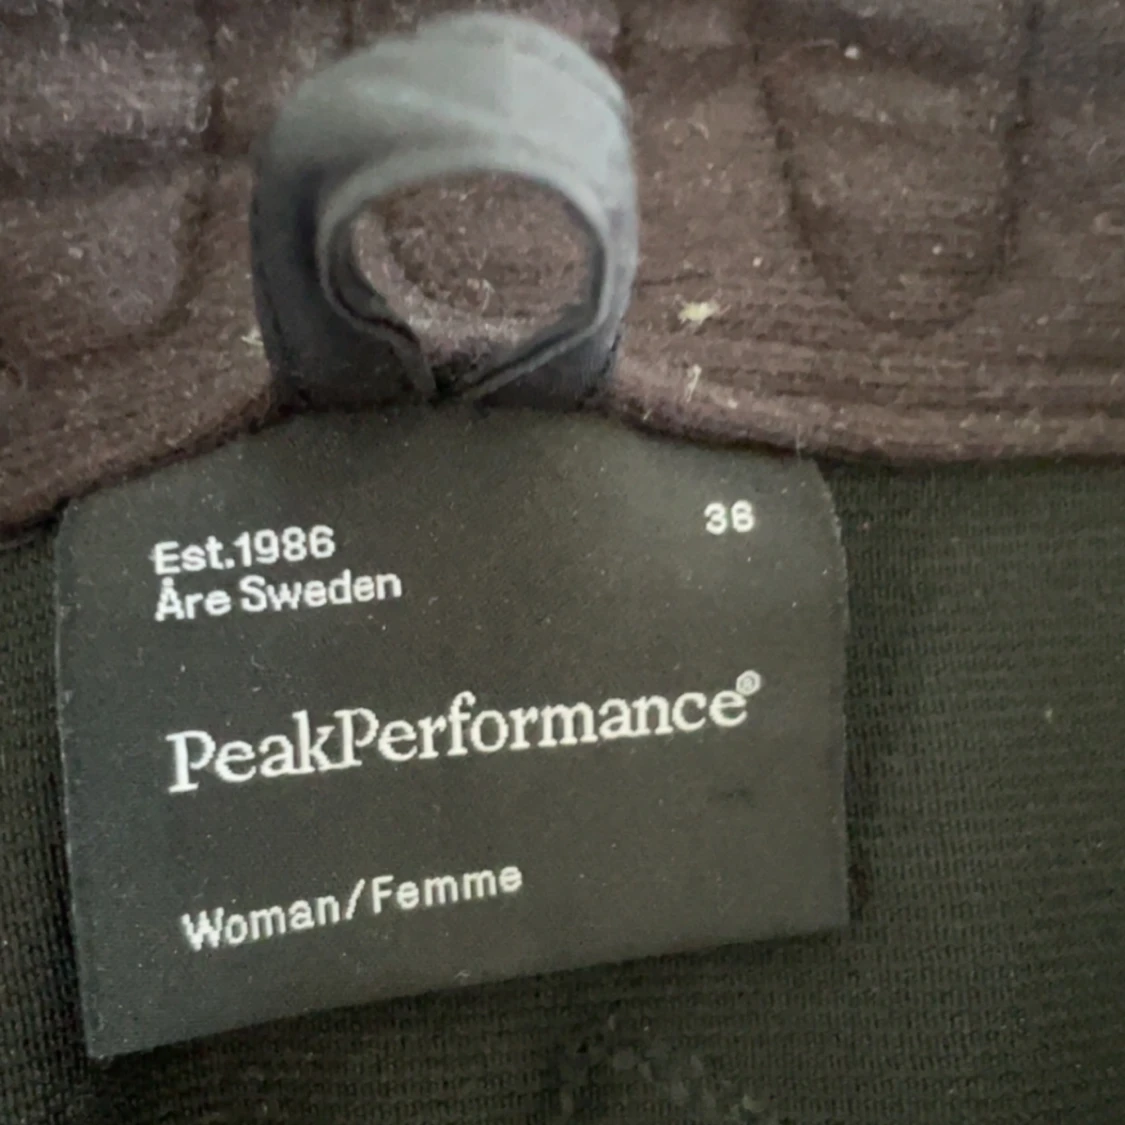 Est.1986
Åre Sweden
36
PeakPerformance®
Woman/Femme